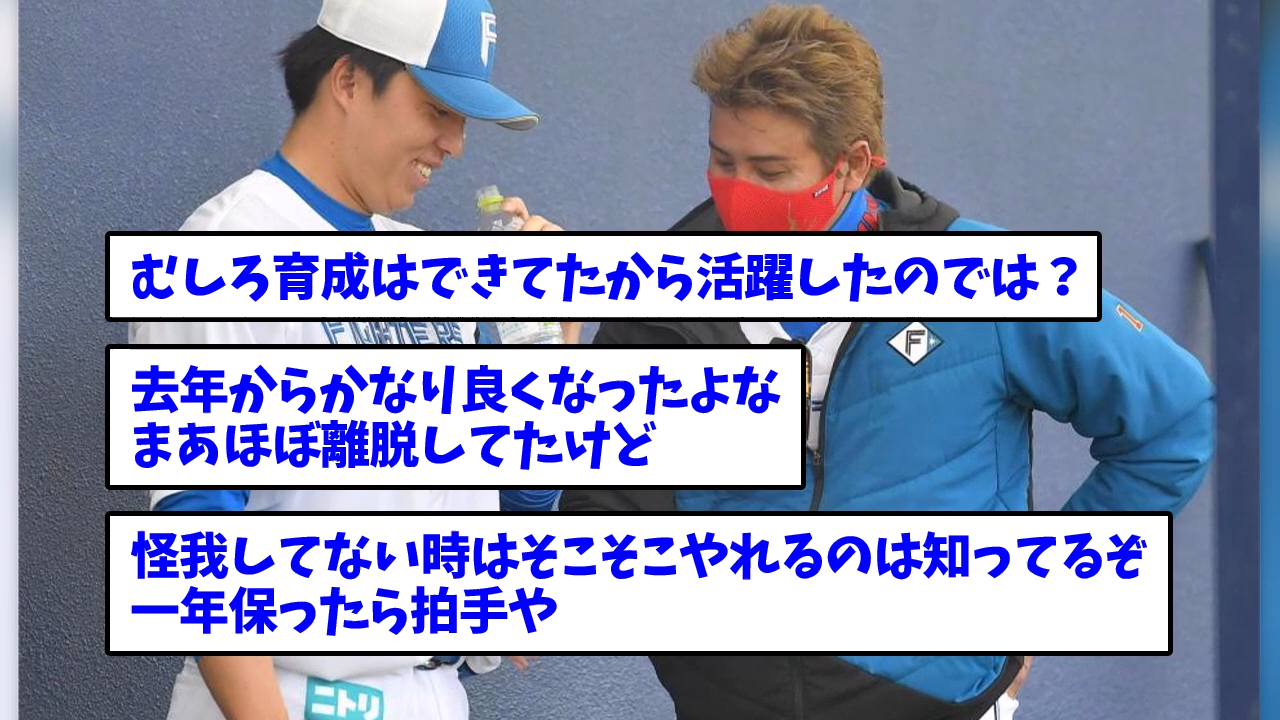 F
むしろ育成はできてたから活躍したのでは？
FIGHTERS
F
1
去年からかなり良くなったよな
まあほぼ離脱してたけど
怪我してない時はそこそこやれるのは知ってるぞ
一年保ったら拍手や
ニトリ